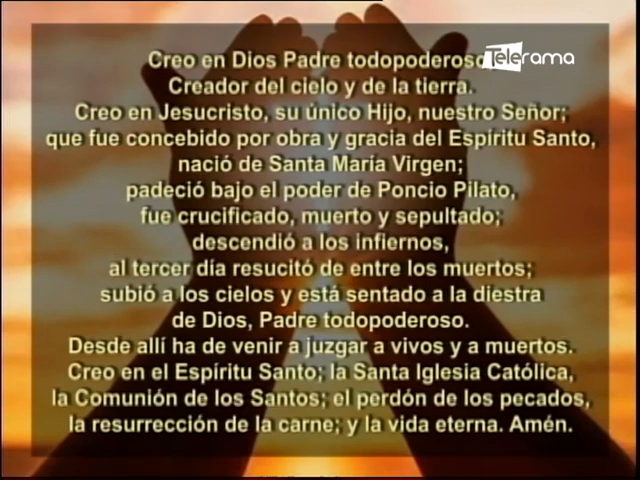 Creo en Dios Padre todopoderoso,
Telerama
Creador del cielo y de la tierra.
Creo en Jesucristo, su único Hijo, nuestro Señor;
que fue concebido por obra y gracia del Espíritu Santo,
nació de Santa María Virgen;
padeció bajo el poder de Poncio Pilato,
fue crucificado, muerto y sepultado;
descendió a los infiernos,
al tercer día resucitó de entre los muertos;
subió a los cielos y está sentado a la diestra
de Dios, Padre todopoderoso.
Desde allí ha de venir a juzgar a vivos y a muertos.
Creo en el Espíritu Santo; la Santa Iglesia Católica,
la Comunión de los Santos; el perdón de los pecados,
la resurrección de la carne; y la vida eterna. Amén.